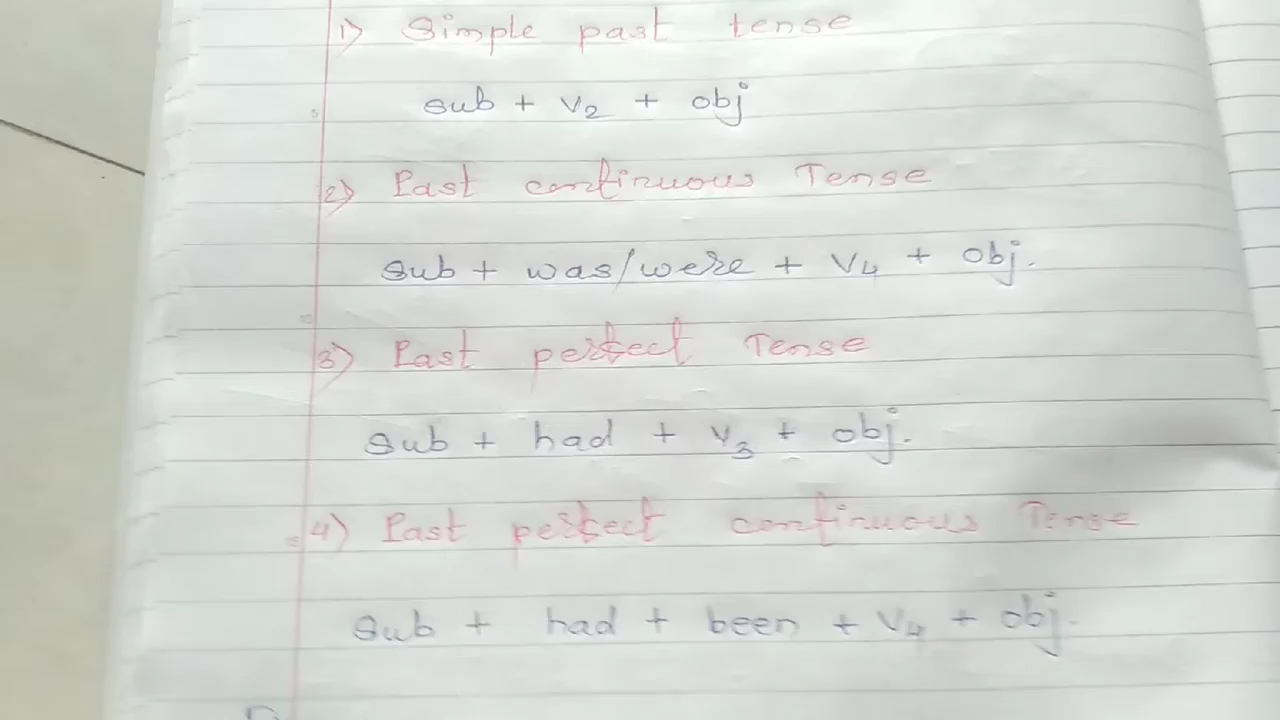 1) Simple past tense
sub + V2 + obj
2) Past continuous Tense
sub + was/were + V4 + obj.
3) Past perfect Tense
sub + had + V3 + obj.
4) Past perfect continuous Tense
sub + had + been + V4 + obj.